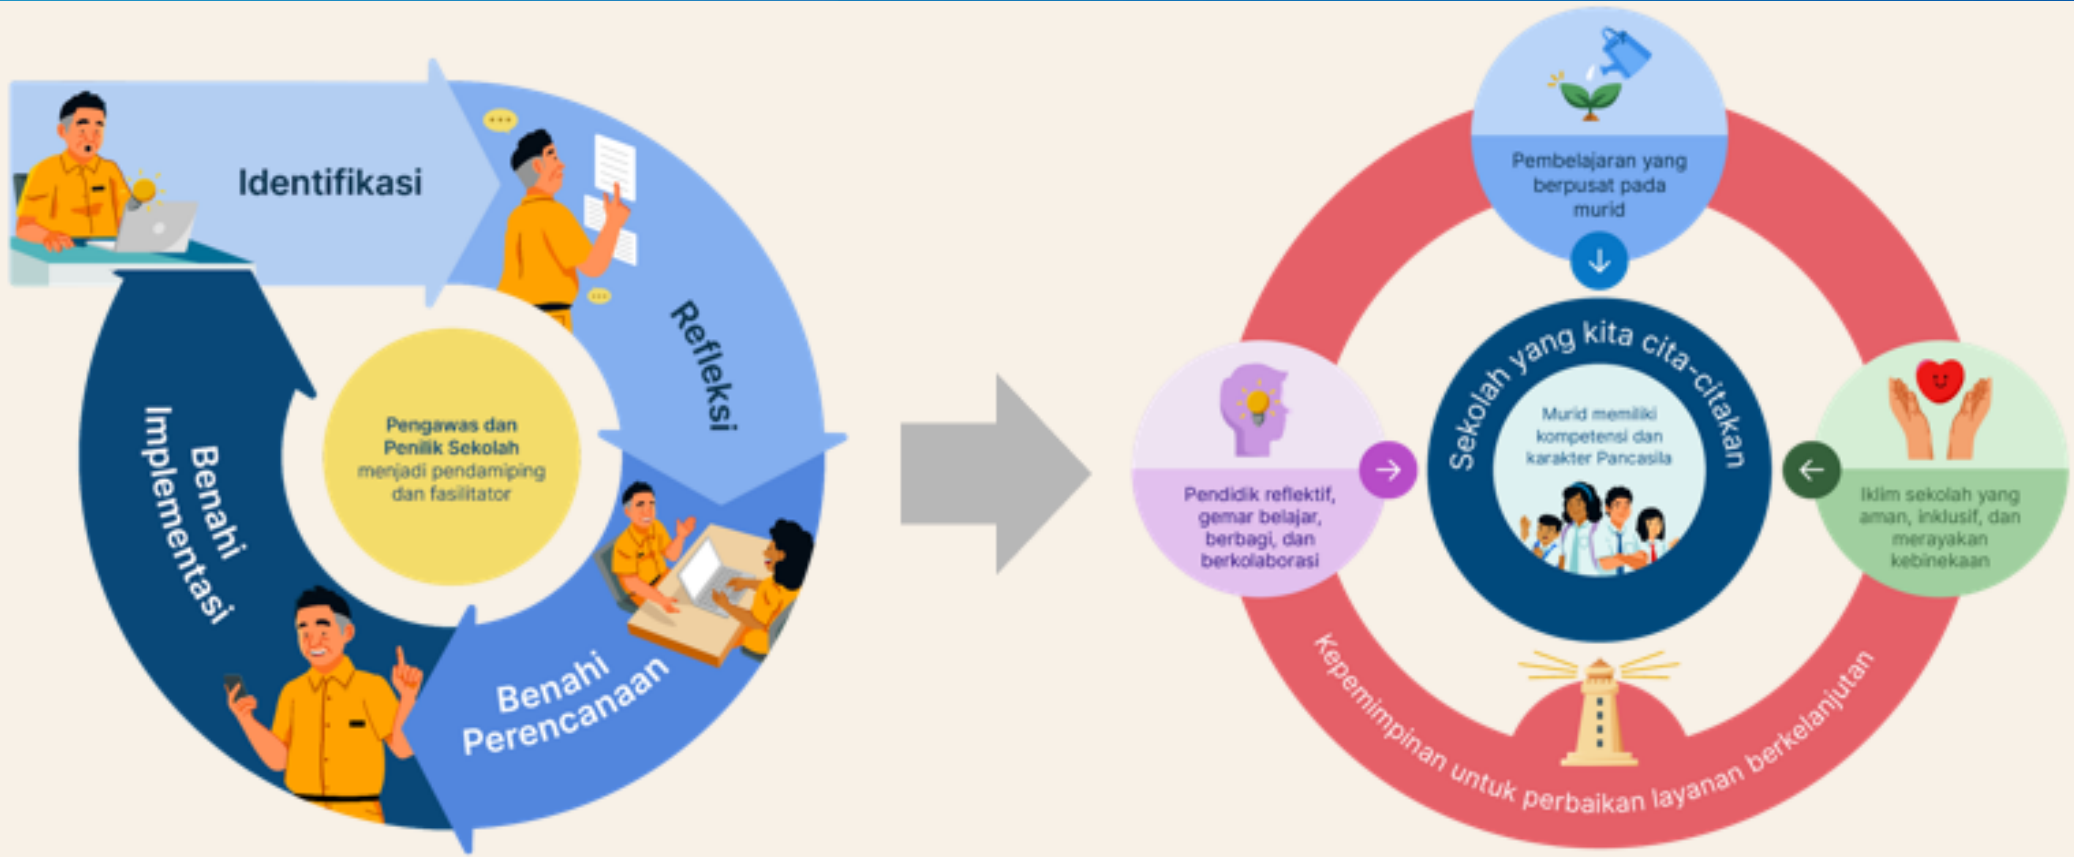 Identifikasi
Refleksi
Benahi
Perencanaan
Benahi
Implementasi
Pengawas dan
Penilik Sekolah
menjadi pendamiping
dan fasilitator
Pembelajaran yang
berpusat pada
murid
Pendidik reflektif,
gemar belajar,
berbagi, dan
berkolaborasi
Sekolah yang kita cita-citakan
Murid memiliki
kompetensi dan
karakter Pancasila
Iklim sekolah yang
aman, inklusif, dan
merayakan
kebinekaan
Kepemimpinan untuk perbaikan layanan berkelanjutan